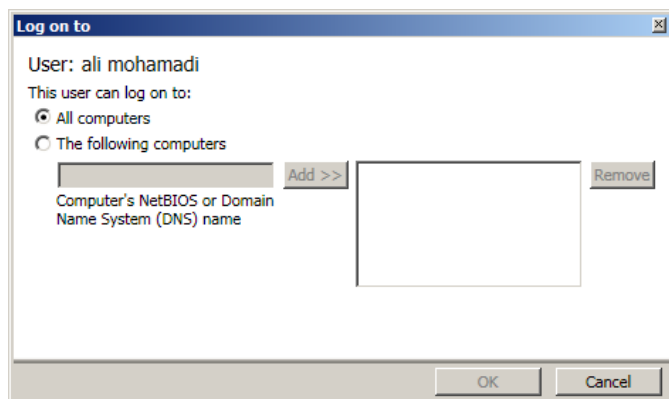 Log on to
User: ali mohamadi
This user can log on to:
All computers
The following computers
Add >>
Remove
Computer's NetBIOS or Domain
Name System (DNS) name
OK
Cancel